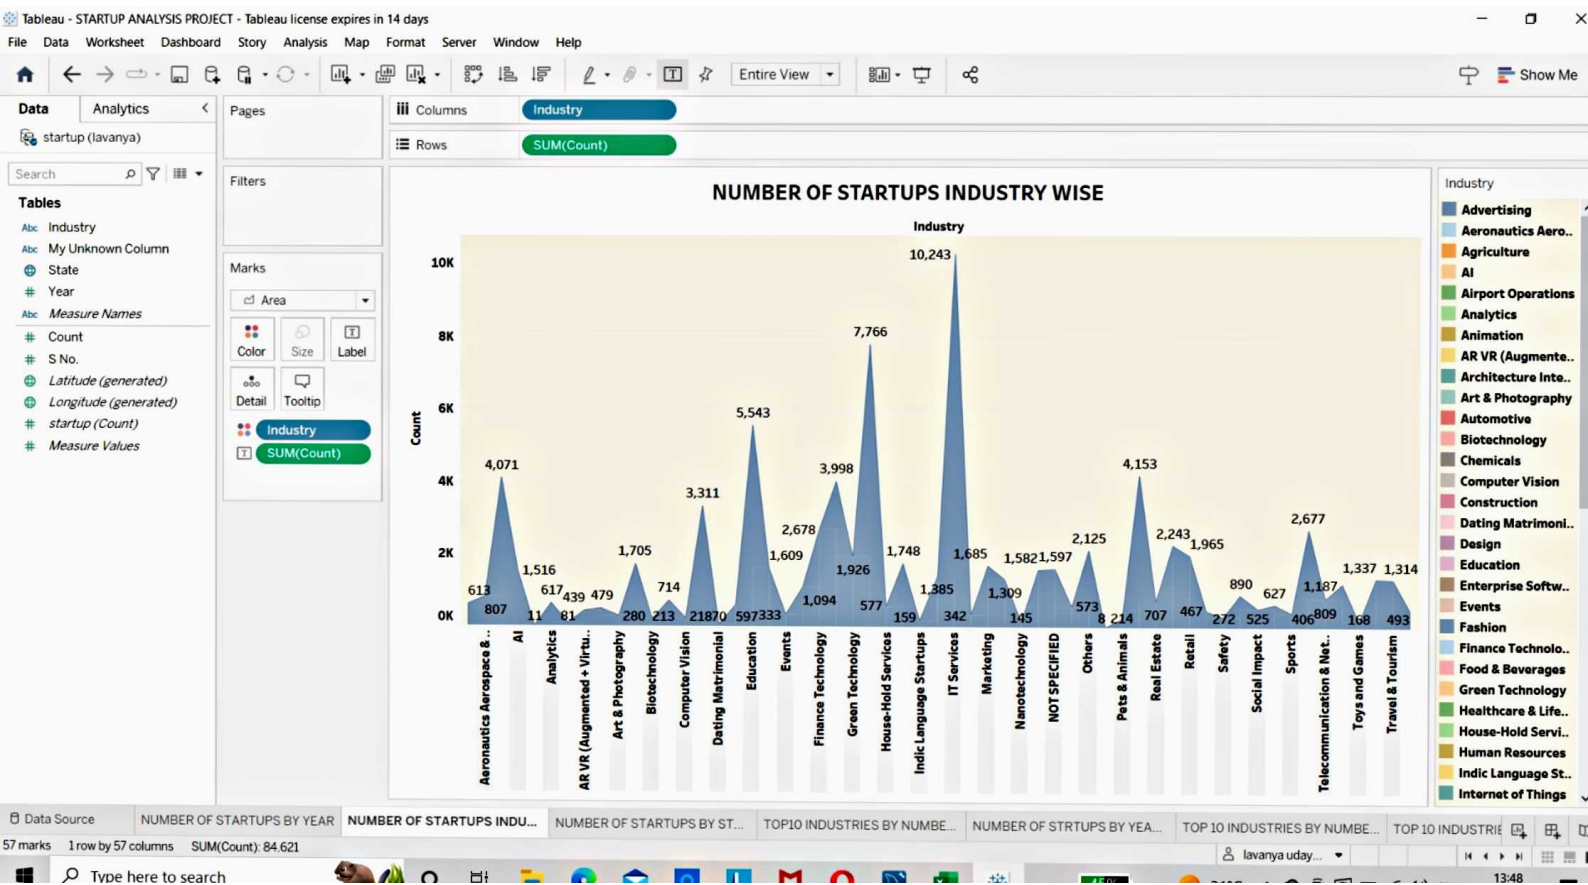 Tableau - STARTUP ANALYSIS PROJECT - Tableau license expires in 14 days
File Data Worksheet Dashboard Story Analysis Map Format Server Window Help
Entire View
Show Me
Data Analytics
startup (lavanya)
Search
Tables
Abc Industry
Abc My Unknown Column
State
# Year
Abc Measure Names
# Count
# S No.
Latitude (generated)
Longitude (generated)
# startup (Count)
# Measure Values
Pages
Filters
Marks
Area
Color Size Label
Detail Tooltip
Industry
SUM(Count)
Columns Industry
Rows SUM(Count)
NUMBER OF STARTUPS INDUSTRY WISE
Industry
Count
10K
8K
6K
4K
2K
0K
613
807
4,071
1,516
11
617
81
439
479
280
1,705
213
714
218
3,311
70
597
5,543
1,609
333
1,094
2,678
3,998
1,926
7,766
577
1,748
159
1,385
10,243
342
1,685
1,309
145
1,582
1,597
573
2,125
8
214
4,153
707
2,243
1,965
467
272
890
525
627
406
2,677
809
1,187
168
1,337
1,314
493
Aeronautics Aerospace & ..
AI
Analytics
AR VR (Augmented + Virtu..
Art & Photography
Biotechnology
Computer Vision
Dating Matrimonial
Education
Events
Finance Technology
Green Technology
House-Hold Services
Indic Language Startups
IT Services
Marketing
Nanotechnology
NOT SPECIFIED
Others
Pets & Animals
Real Estate
Retail
Safety
Social Impact
Sports
Telecommunication & Net..
Toys and Games
Travel & Tourism
Industry
Advertising
Aeronautics Aero..
Agriculture
AI
Airport Operations
Analytics
Animation
AR VR (Augmente..
Architecture Inte..
Art & Photography
Automotive
Biotechnology
Chemicals
Computer Vision
Construction
Dating Matrimoni..
Design
Education
Enterprise Softw..
Events
Fashion
Finance Technolo..
Food & Beverages
Green Technology
Healthcare & Life..
House-Hold Servi..
Human Resources
Indic Language St..
Internet of Things
Data Source NUMBER OF STARTUPS BY YEAR NUMBER OF STARTUPS INDU... NUMBER OF STARTUPS BY ST... TOP10 INDUSTRIES BY NUMBE... NUMBER OF STRTUPS BY YEA... TOP 10 INDUSTRIES BY NUMBE... TOP 10 INDUSTRIE
57 marks 1 row by 57 columns SUM(Count): 84.621
lavanya uday...
Type here to search
13:48